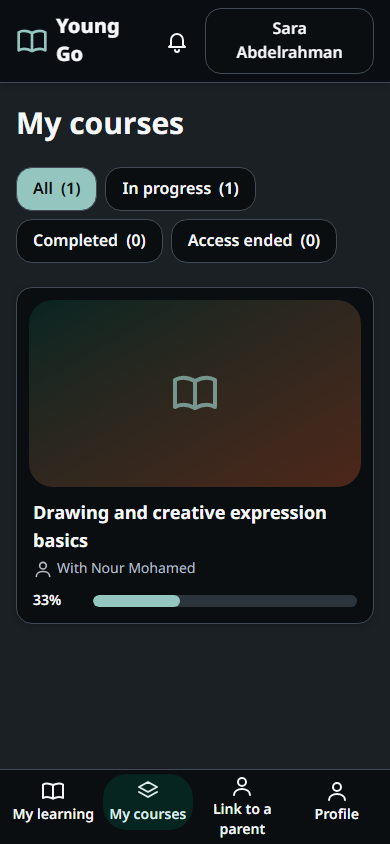 Young
Go
Sara
Abdelrahman
My courses
All (1)
In progress (1)
Completed (0)
Access ended (0)
Drawing and creative expression
basics
With Nour Mohamed
33%
My learning
My courses
Link to a
parent
Profile